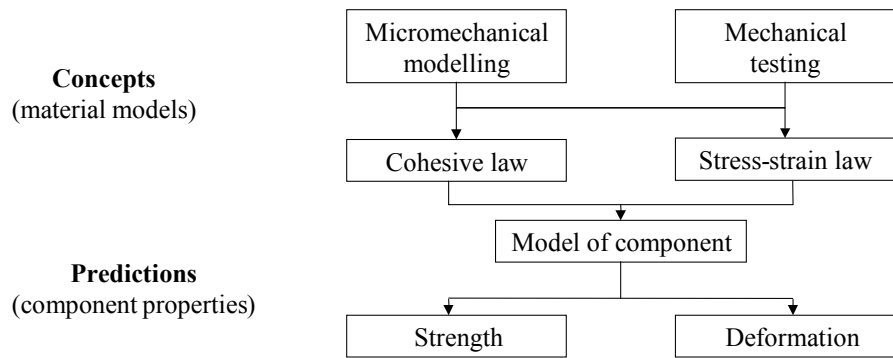 Micromechanical
modelling
Mechanical
testing
Concepts
(material models)
Cohesive law
Stress-strain law
Model of component
Predictions
(component properties)
Strength
Deformation